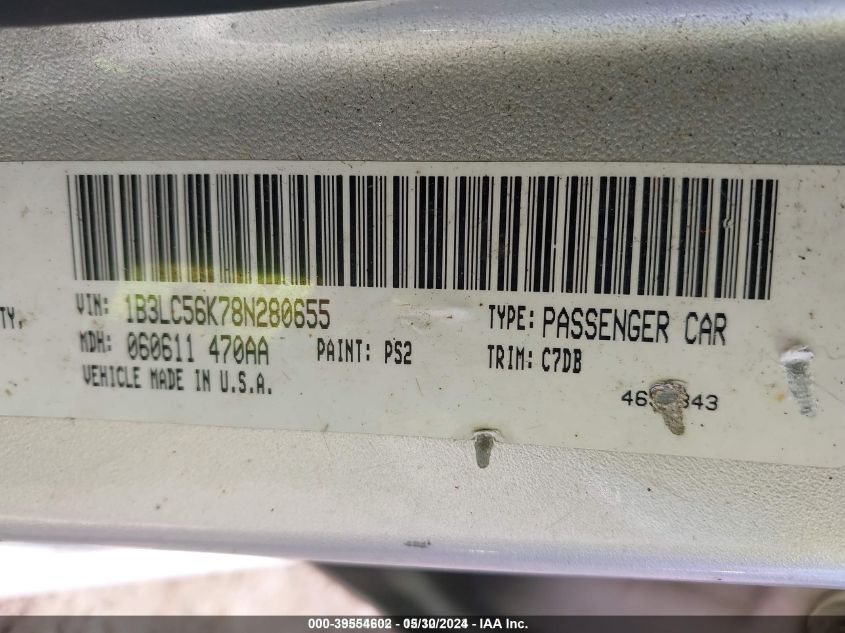 TY.
VIN: 1B3LC56K78N280655 TYPE: PASSENGER CAR
MDH: 060611 470AA PAINT: PS2 TRIM: C7DB
VEHICLE MADE IN U.S.A.
000-39554602 - 05/30/2024 - IAA Inc.